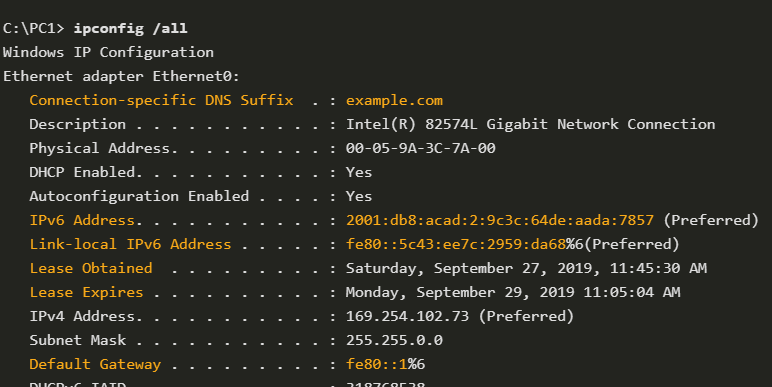 C:\PC1> ipconfig /all
Windows IP Configuration
Ethernet adapter Ethernet0:
Connection-specific DNS Suffix . : example.com
Description . . . . . . . . . . . : Intel(R) 82574L Gigabit Network Connection
Physical Address. . . . . . . . . : 00-05-9A-3C-7A-00
DHCP Enabled. . . . . . . . . . . : Yes
Autoconfiguration Enabled . . . . : Yes
IPv6 Address. . . . . . . . . . . : 2001:db8:acad:2:9c3c:64de:aada:7857 (Preferred)
Link-local IPv6 Address . . . . . : fe80::5c43:ee7c:2959:da68%6(Preferred)
Lease Obtained . . . . . . . . . : Saturday, September 27, 2019, 11:45:30 AM
Lease Expires . . . . . . . . . . : Monday, September 29, 2019 11:05:04 AM
IPv4 Address. . . . . . . . . . . : 169.254.102.73 (Preferred)
Subnet Mask . . . . . . . . . . . : 255.255.0.0
Default Gateway . . . . . . . . . : fe80::1%6
DHCPv6 IAID . . . . . . . . . . . : 318768538